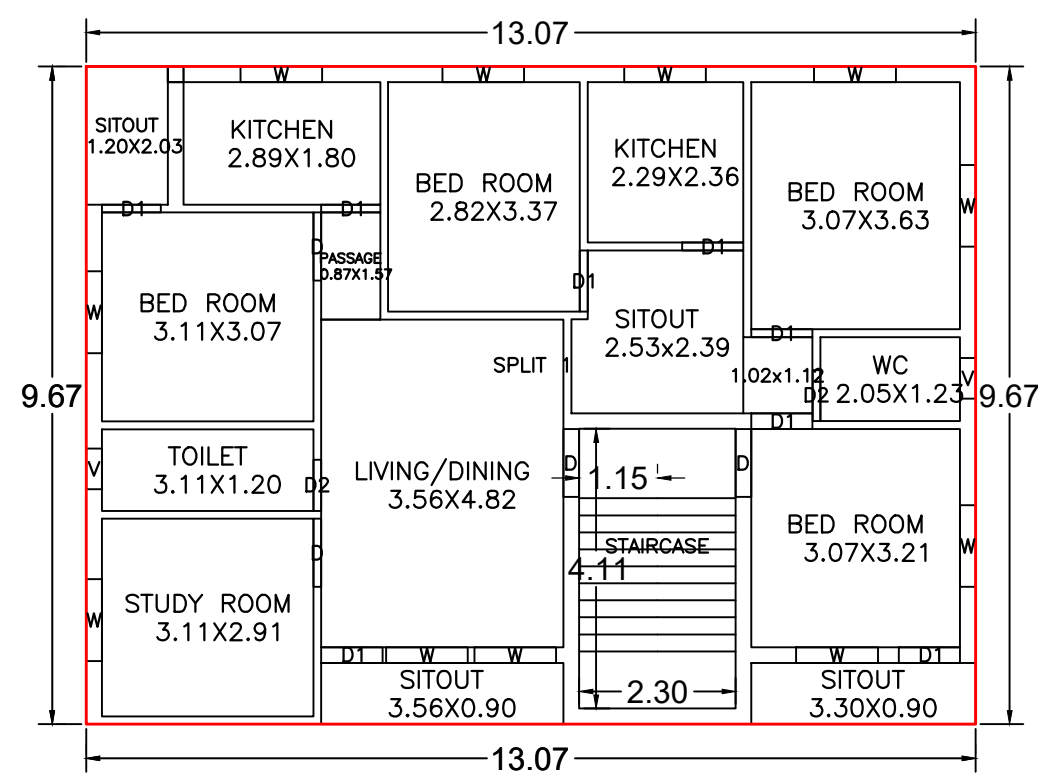 13.07
W
W
W
W
SITOUT
1.20X2.03
KITCHEN
2.89X1.80
BED ROOM
2.82X3.37
KITCHEN
2.29X2.36
BED ROOM
3.07X3.63
W
D1
D1
D
PASSAGE
0.87X1.57
D1
D1
BED ROOM
3.11X3.07
W
SITOUT
2.53x2.39
D1
SPLIT 1
1.02x1.12
WC
2.05X1.23
V
D2
9.67
9.67
D1
TOILET
3.11X1.20
V
D2
LIVING/DINING
3.56X4.82
D
1.15
D
BED ROOM
3.07X3.21
W
D
STAIRCASE
4.11
STUDY ROOM
3.11X2.91
W
D1
W
W
W
D1
SITOUT
3.56X0.90
2.30
SITOUT
3.30X0.90
13.07